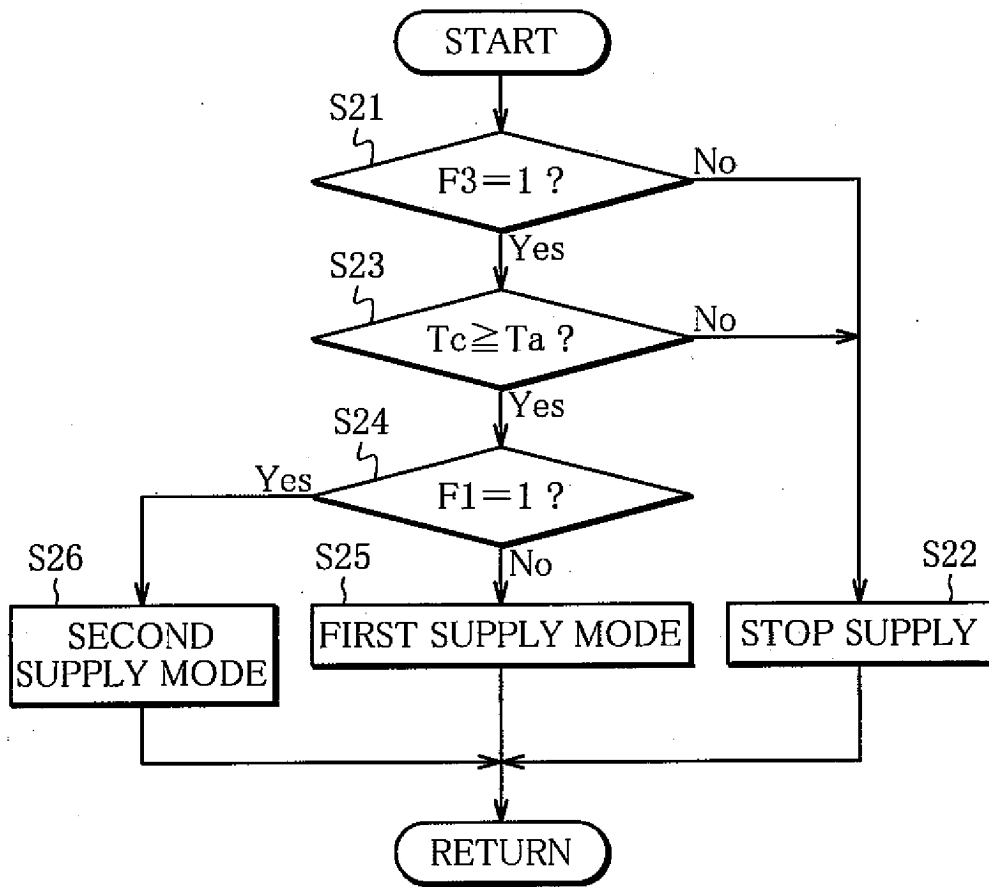 START
S21
F3=1 ?
No
Yes
S23
Tc≧Ta ?
No
Yes
S24
Yes
F1=1 ?
No
S26
S25
S22
SECOND
SUPPLY MODE
FIRST SUPPLY MODE
STOP SUPPLY
RETURN